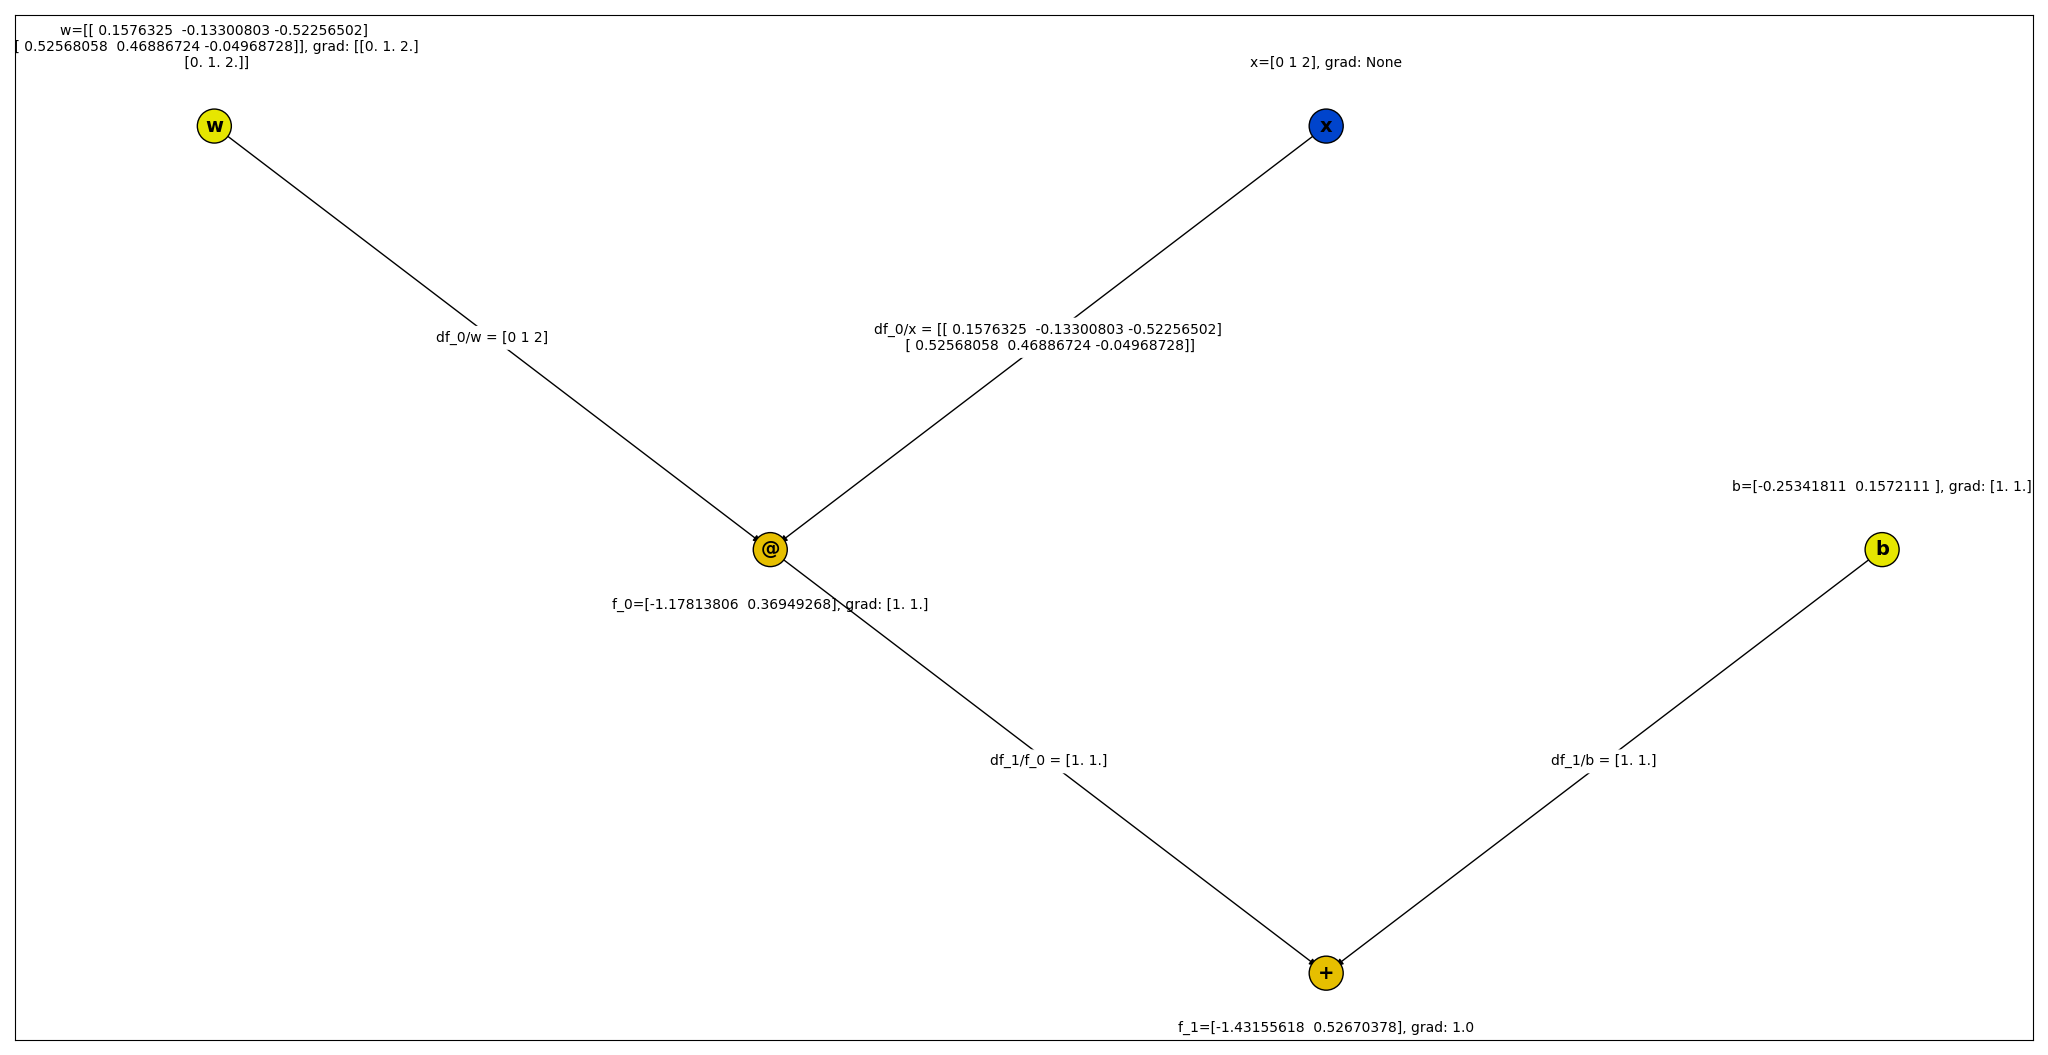 w=[[ 0.1576325  -0.13300803 -0.52256502]
[ 0.52568058  0.46886724 -0.04968728]], grad: [[0. 1. 2.]
[0. 1. 2.]]
x=[0 1 2], grad: None
w
x
df_0/w = [0 1 2]
df_0/x = [[ 0.1576325  -0.13300803 -0.52256502]
[ 0.52568058  0.46886724 -0.04968728]]
b=[-0.25341811  0.1572111 ], grad: [1. 1.]
@
b
f_0=[-1.17813806  0.36949268], grad: [1. 1.]
df_1/f_0 = [1. 1.]
df_1/b = [1. 1.]
+
f_1=[-1.43155618  0.52670378], grad: 1.0